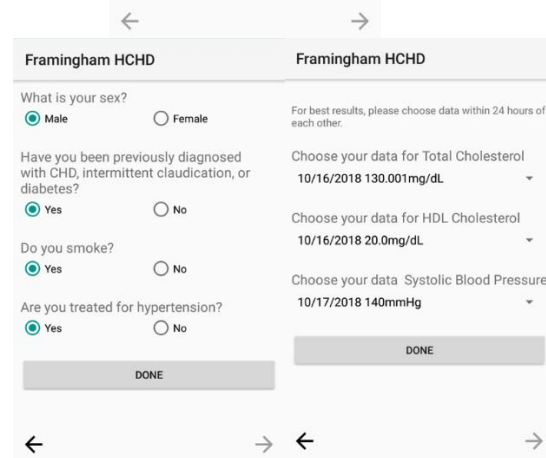 Framingham HCHD
What is your sex?
Male Female
Have you been previously diagnosed
with CHD, intermittent claudication, or
diabetes?
Yes No
Do you smoke?
Yes No
Are you treated for hypertension?
Yes No
DONE
Framingham HCHD
For best results, please choose data within 24 hours of
each other.
Choose your data for Total Cholesterol
10/16/2018 130.001mg/dL
Choose your data for HDL Cholesterol
10/16/2018 20.0mg/dL
Choose your data Systolic Blood Pressure
10/17/2018 140mmHg
DONE